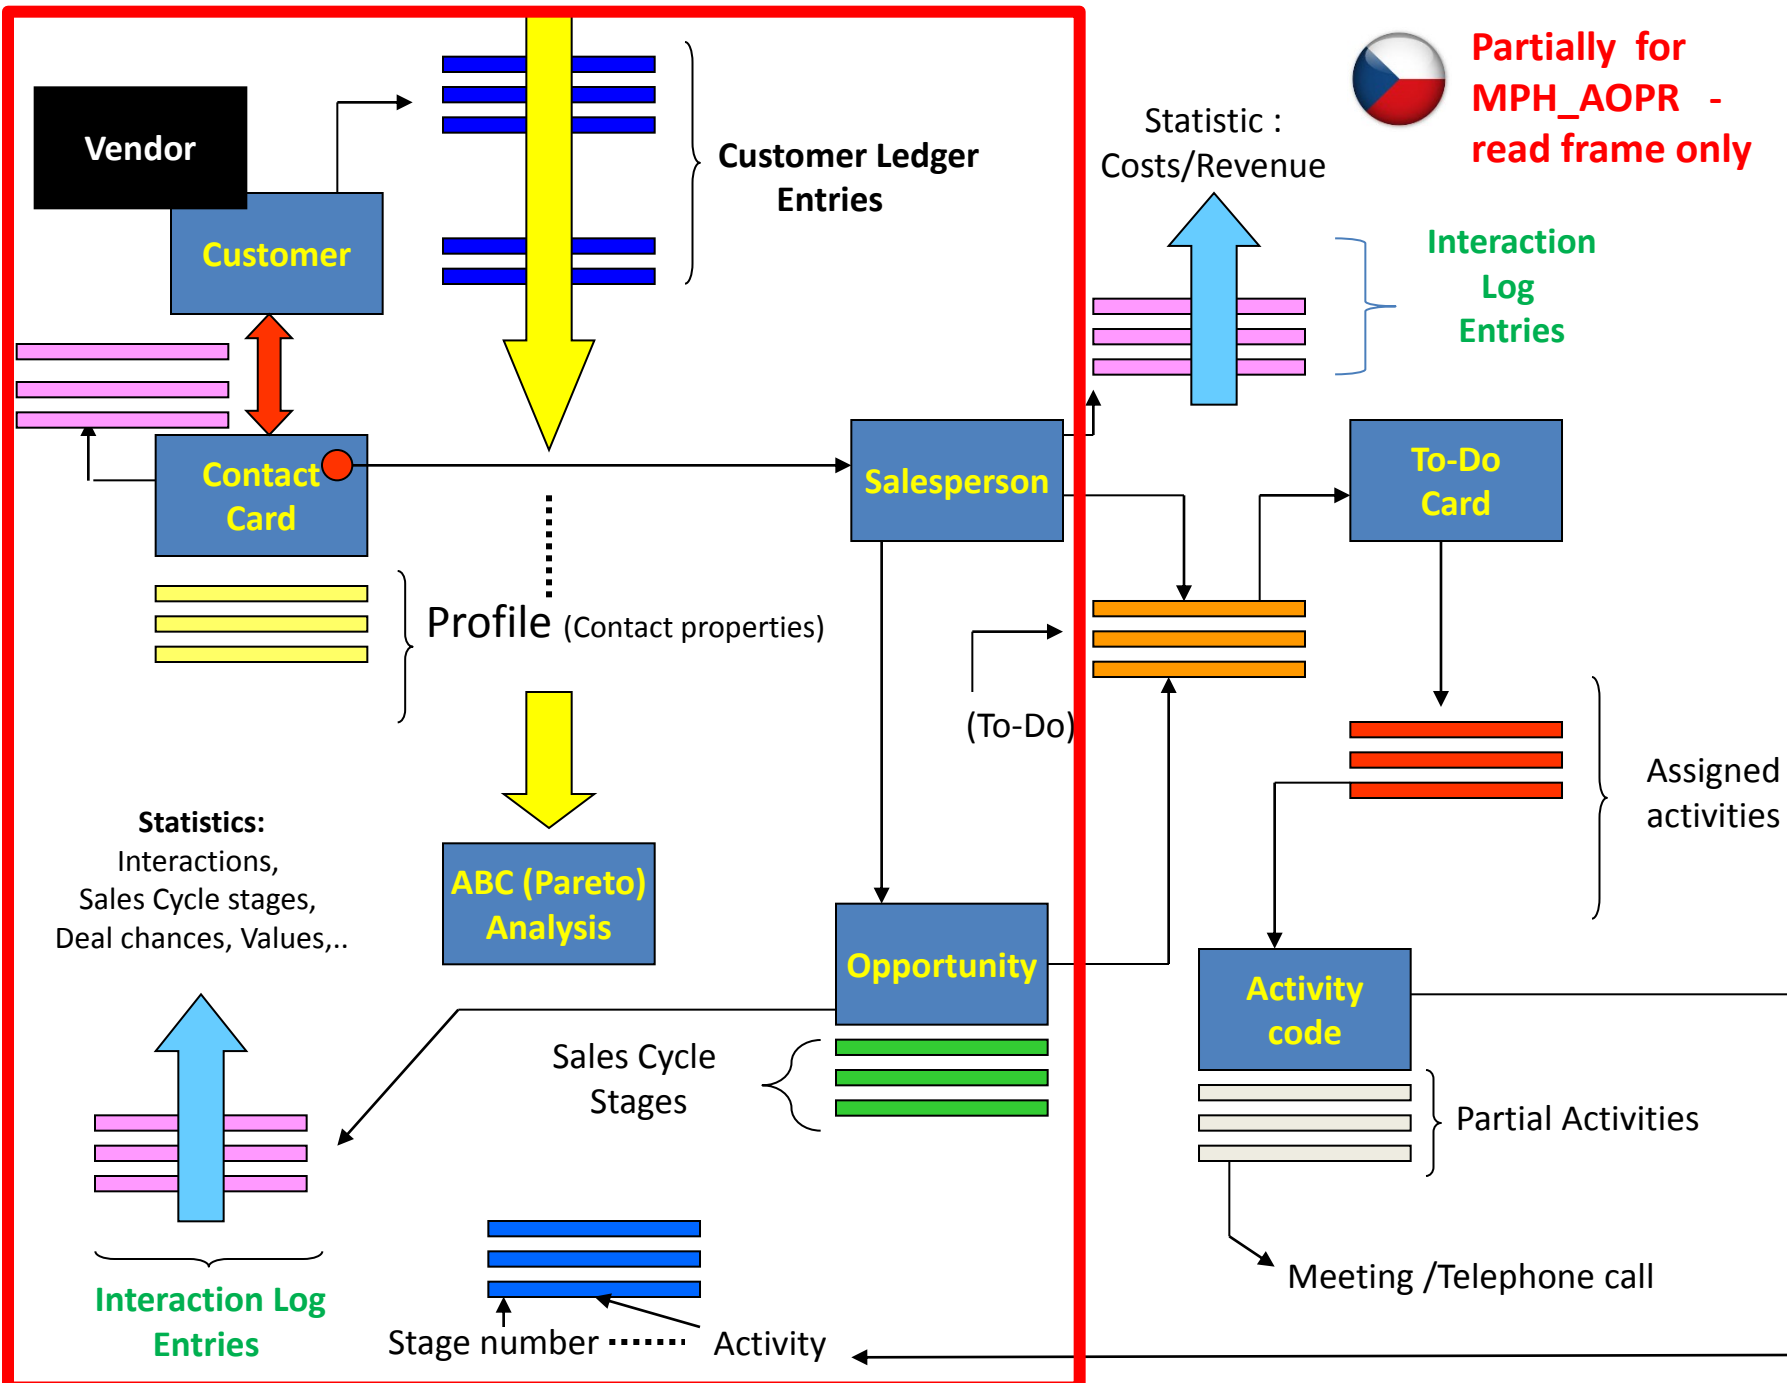 Partially for
MPH_AOPR -
read frame only
Vendor
Customer
Customer Ledger
Entries
Statistic :
Costs/Revenue
Interaction
Log
Entries
Contact
Card
Salesperson
To-Do
Card
Profile (Contact properties)
(To-Do)
Assigned
activities
Statistics:
Interactions,
Sales Cycle stages,
Deal chances, Values,..
ABC (Pareto)
Analysis
Opportunity
Activity
code
Sales Cycle
Stages
Partial Activities
Meeting /Telephone call
Interaction Log
Entries
Stage number
Activity